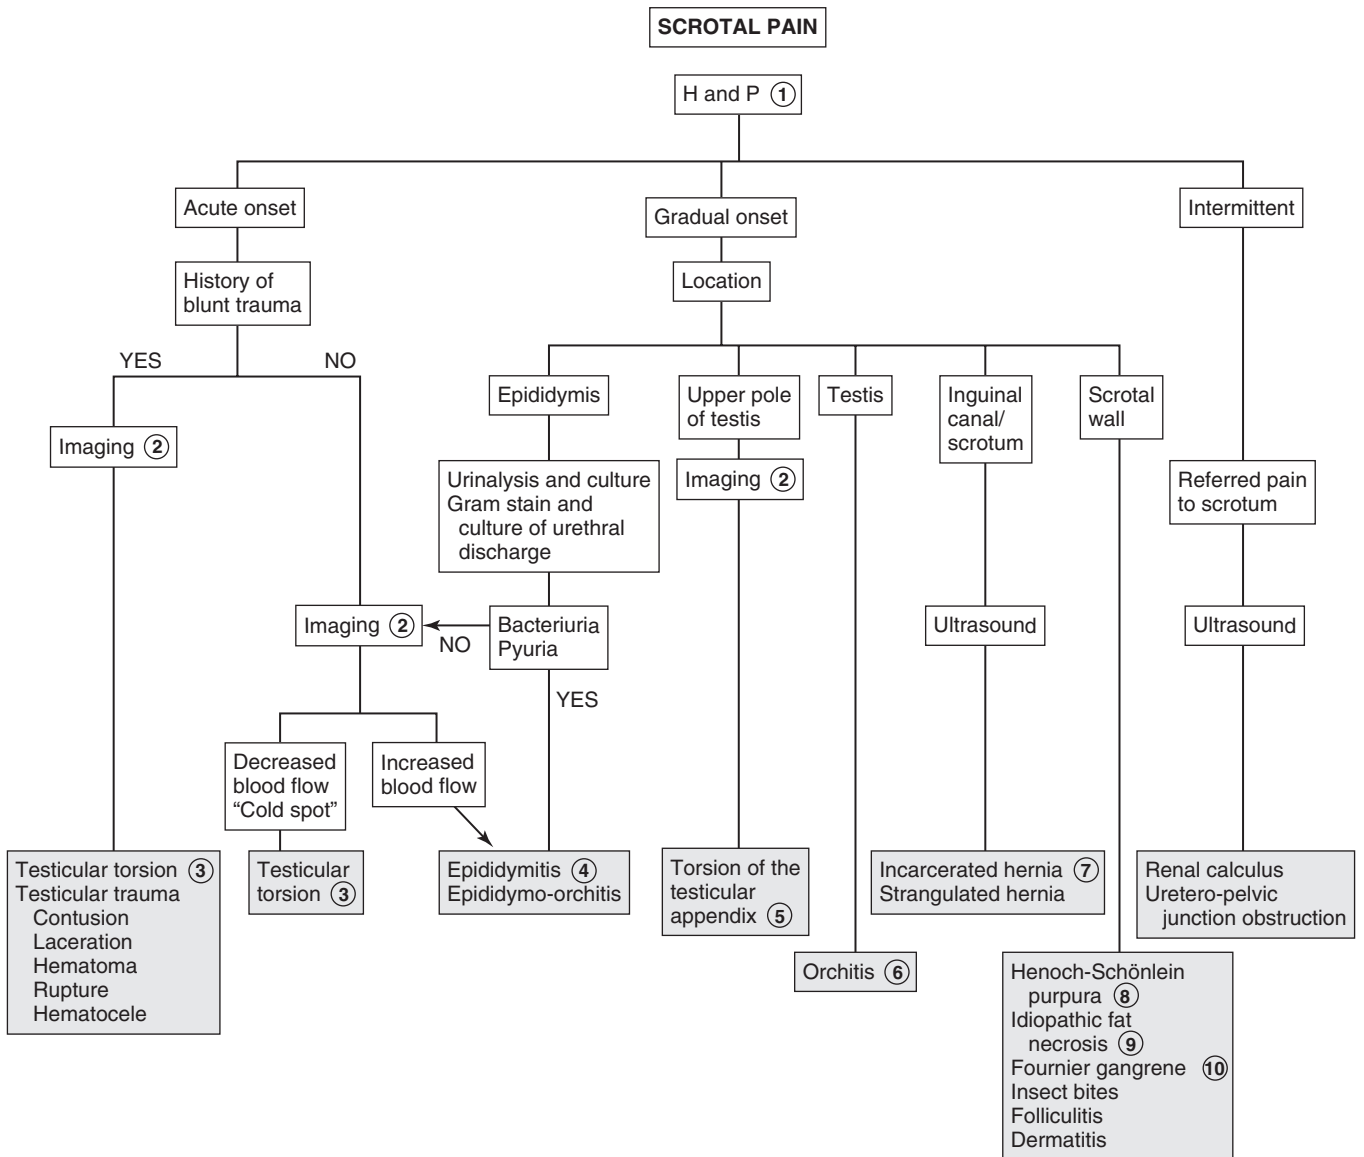 SCROTAL PAIN
H and P 1
Acute onset
Gradual onset
Intermittent
History of
blunt trauma
Location
YES
NO
Imaging 2
Epididymis
Upper pole
of testis
Testis
Inguinal
canal/
scrotum
Scrotal
wall
Urinalysis and culture
Gram stain and
culture of urethral
discharge
Imaging 2
Referred pain
to scrotum
Imaging 2
NO
Bacteriuria
Pyuria
YES
Ultrasound
Ultrasound
Decreased
blood flow
“Cold spot”
Increased
blood flow
Testicular torsion 3
Testicular trauma
Contusion
Laceration
Hematoma
Rupture
Hematocele
Testicular
torsion 3
Epididymitis 4
Epididymo-orchitis
Torsion of the
testicular
appendix 5
Orchitis 6
Incarcerated hernia 7
Strangulated hernia
Henoch-Schönlein
purpura 8
Idiopathic fat
necrosis 9
Fournier gangrene 10
Insect bites
Folliculitis
Dermatitis
Renal calculus
Uretero-pelvic
junction obstruction